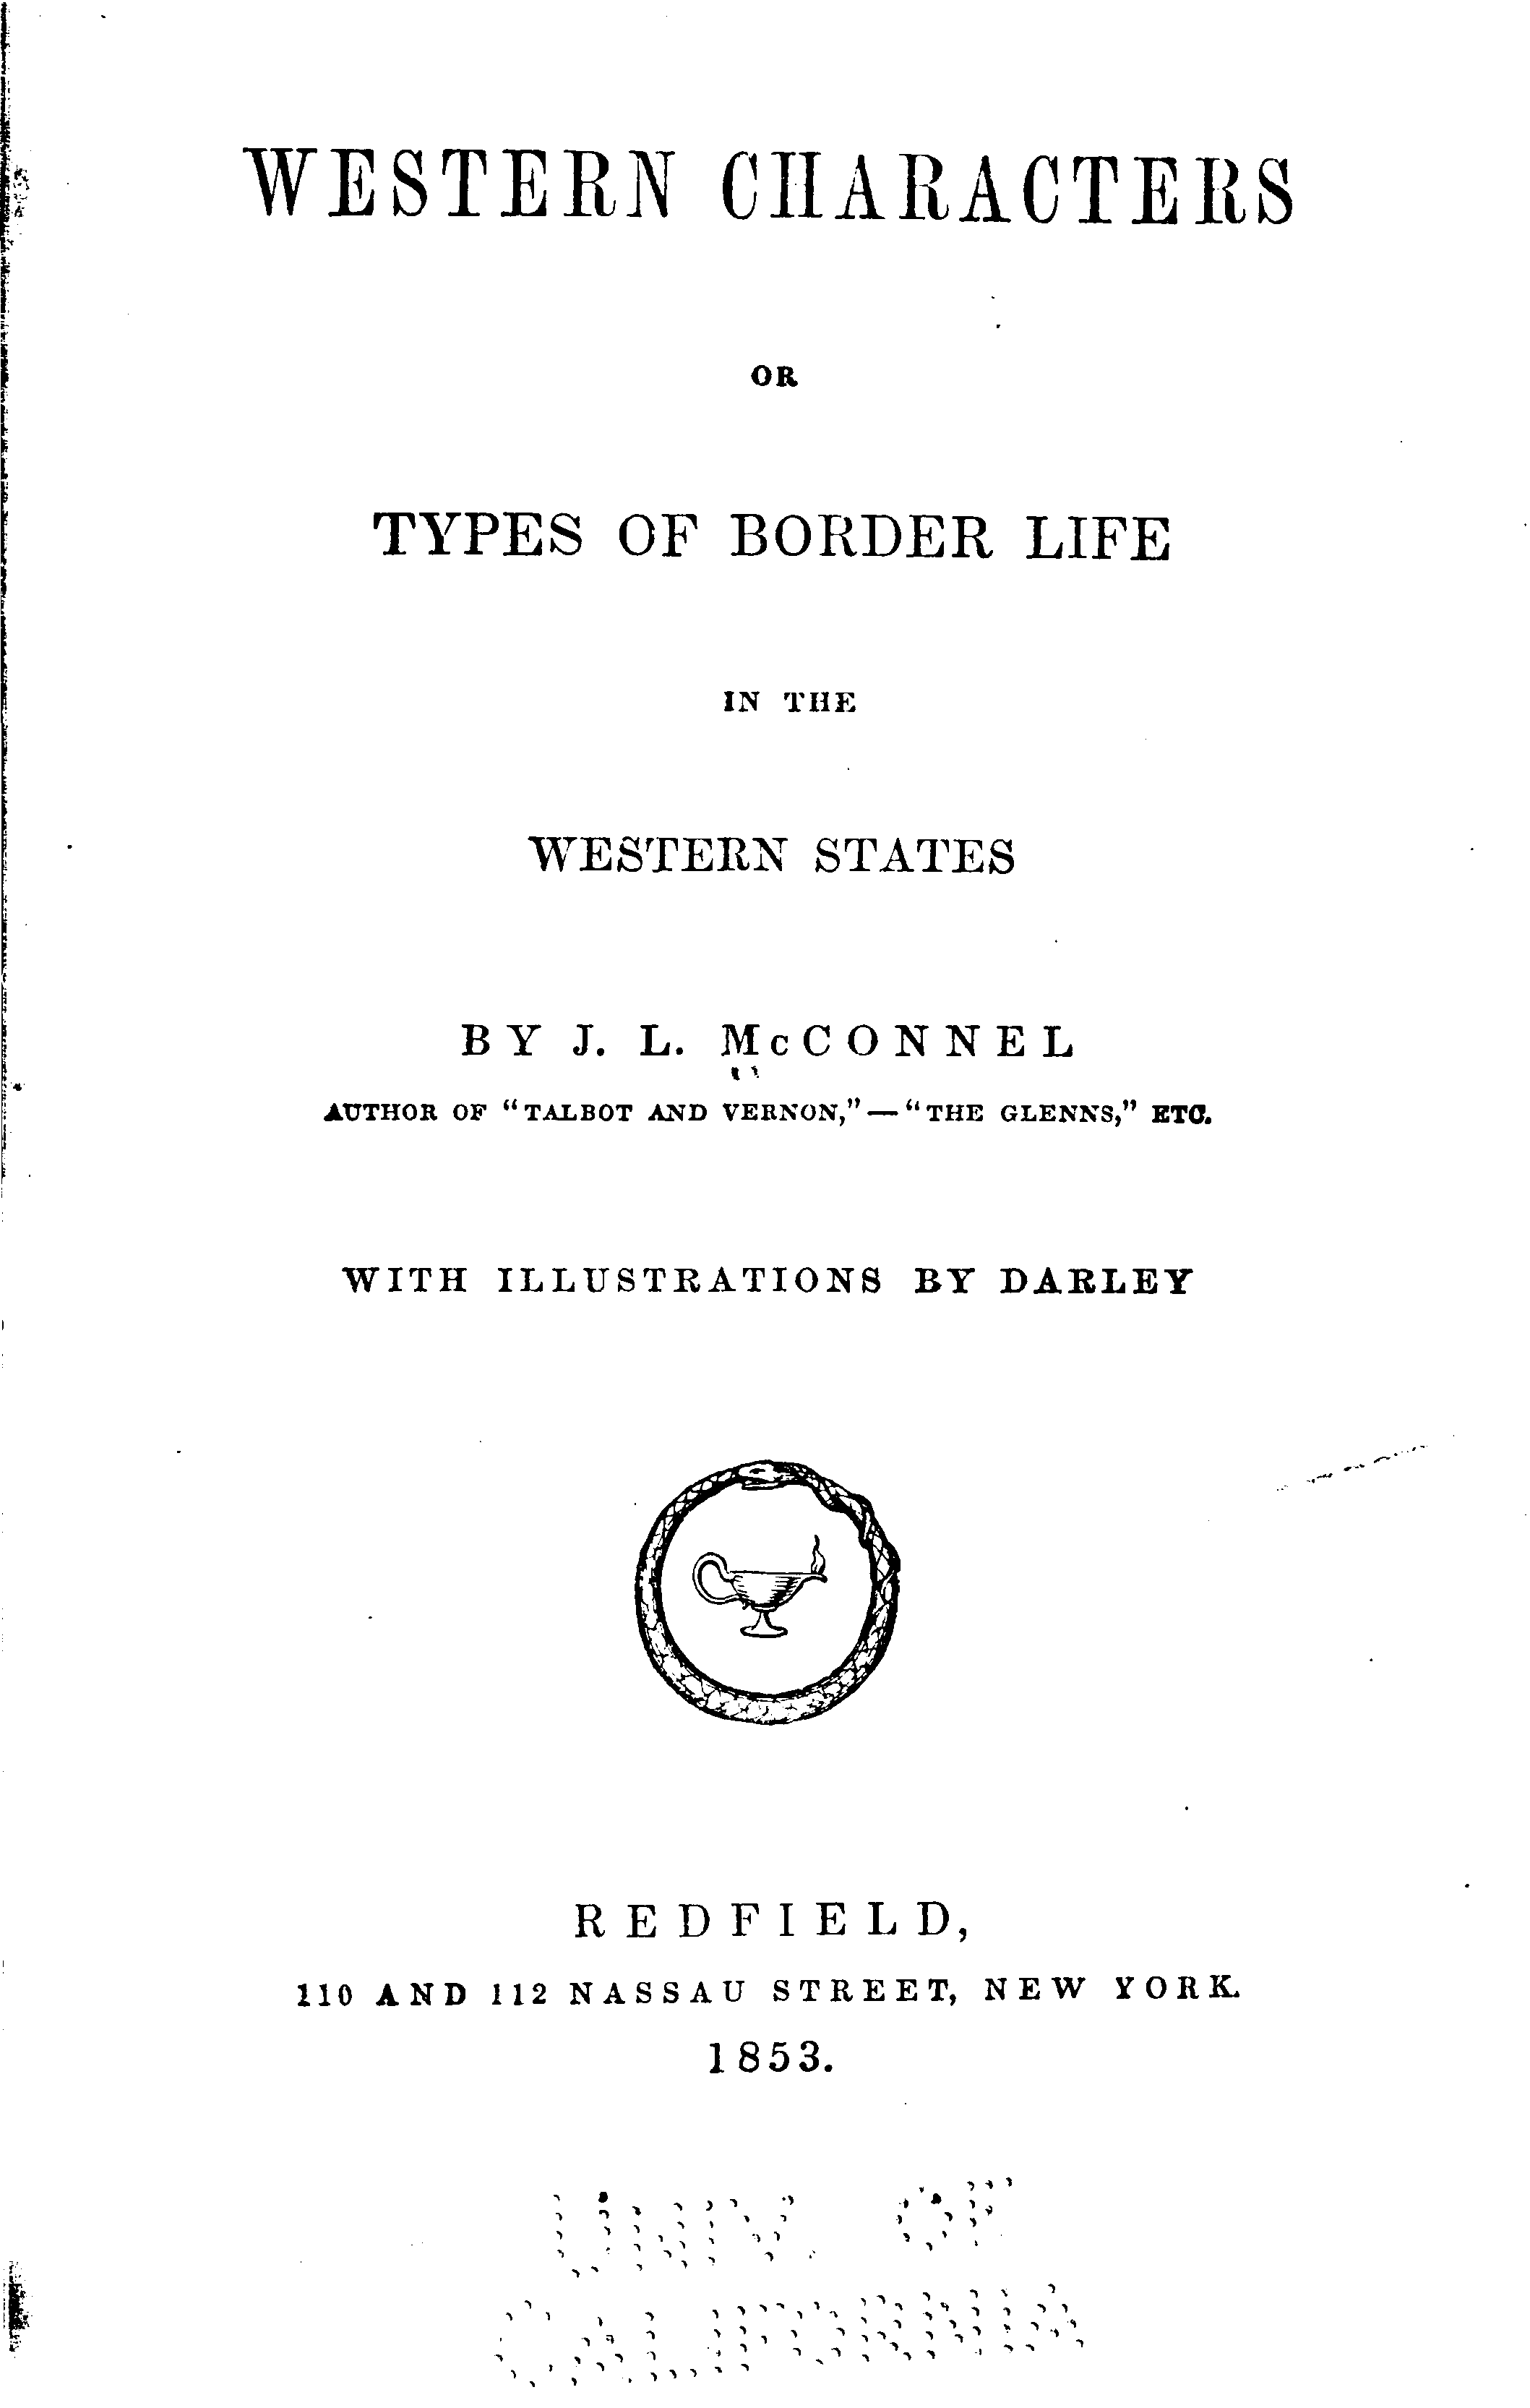 WESTERN CHARACTERS
OR
TYPES OF BORDER LIFE
IN THE
WESTERN STATES
BY J. L. McCONNEL
AUTHOR OF “TALBOT AND VERNON,”—“THE GLENNS,” ETC.
WITH ILLUSTRATIONS BY DARLEY
REDFIELD,
110 AND 112 NASSAU STREET, NEW YORK.
1853.
UNIV. OF
CALIFORNIA